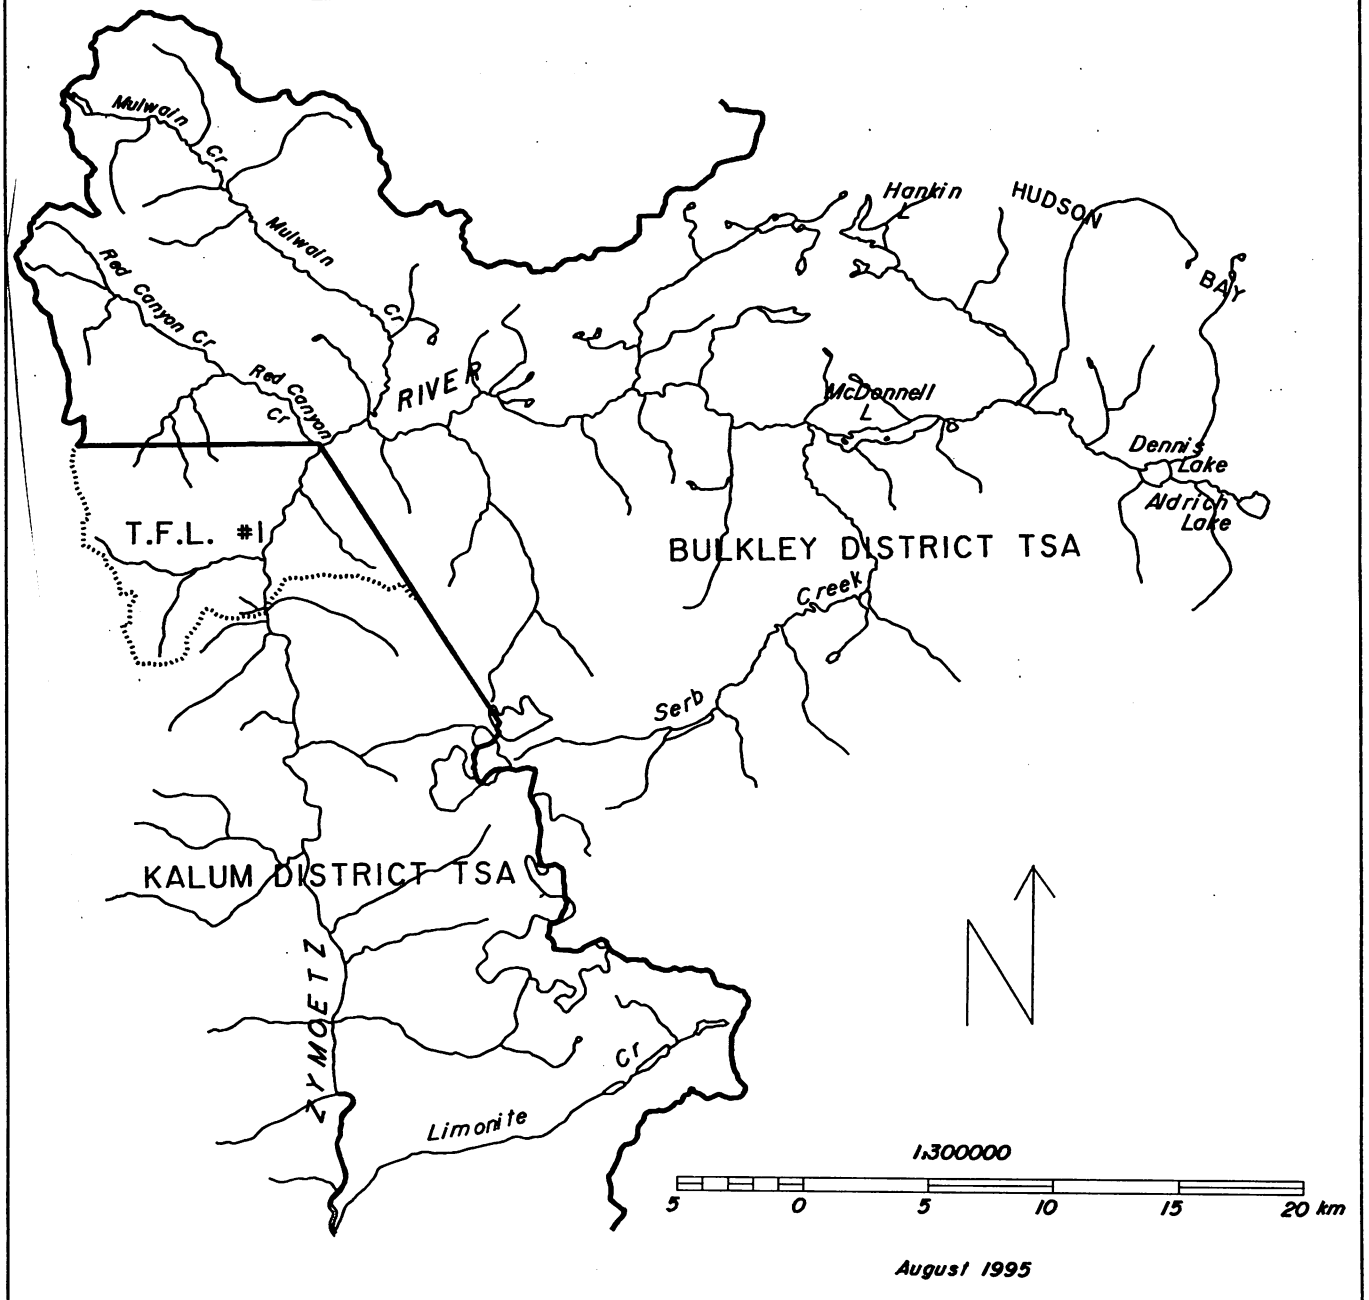 Mulwain
Cr
Hankin
L
HUDSON
BAY
Mulwain
Cr
Red Canyon Cr
Red Canyon
Cr
RIVER
McDonnell
L
Dennis
Lake
Aldrich
Lake
T.F.L. #1
BULKLEY DISTRICT TSA
Serb
Creek
KALUM DISTRICT TSA
ZYMOETZ
N
Limonite
Cr
1:300000
5 0 5 10 15 20 km
August 1995